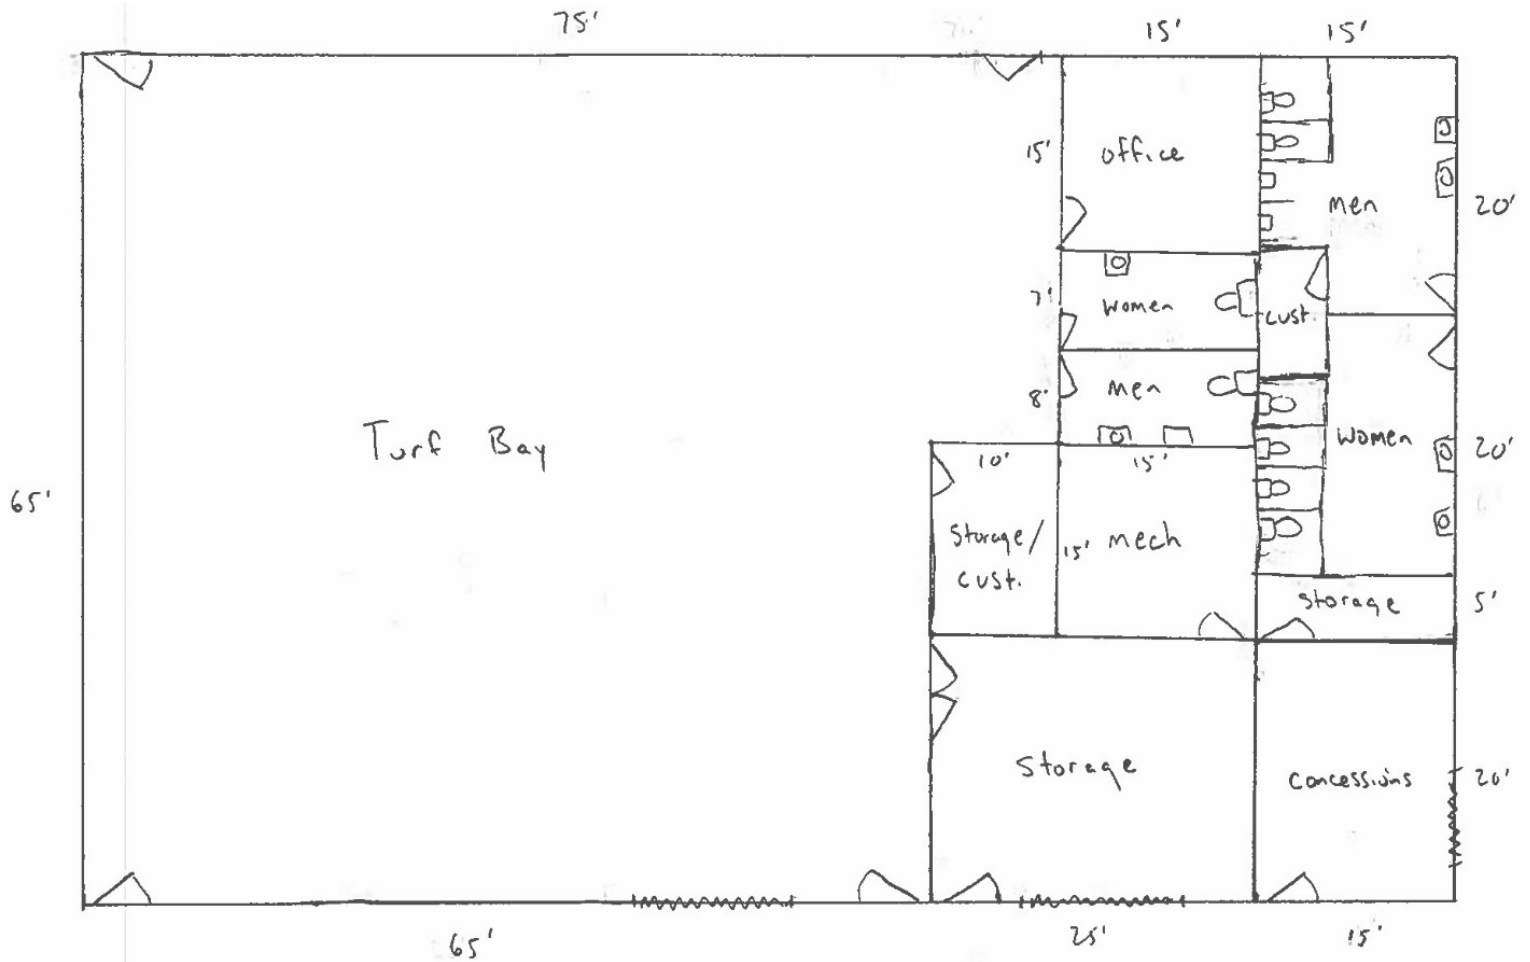 75' 15' 15'
15' office
men 20'
7' women
cust.
8' men
Turf Bay
women 20'
10' 15'
65'
Storage/
cust.
15' mech
Storage 5'
Storage
Concessions 20'
65' 25' 15'